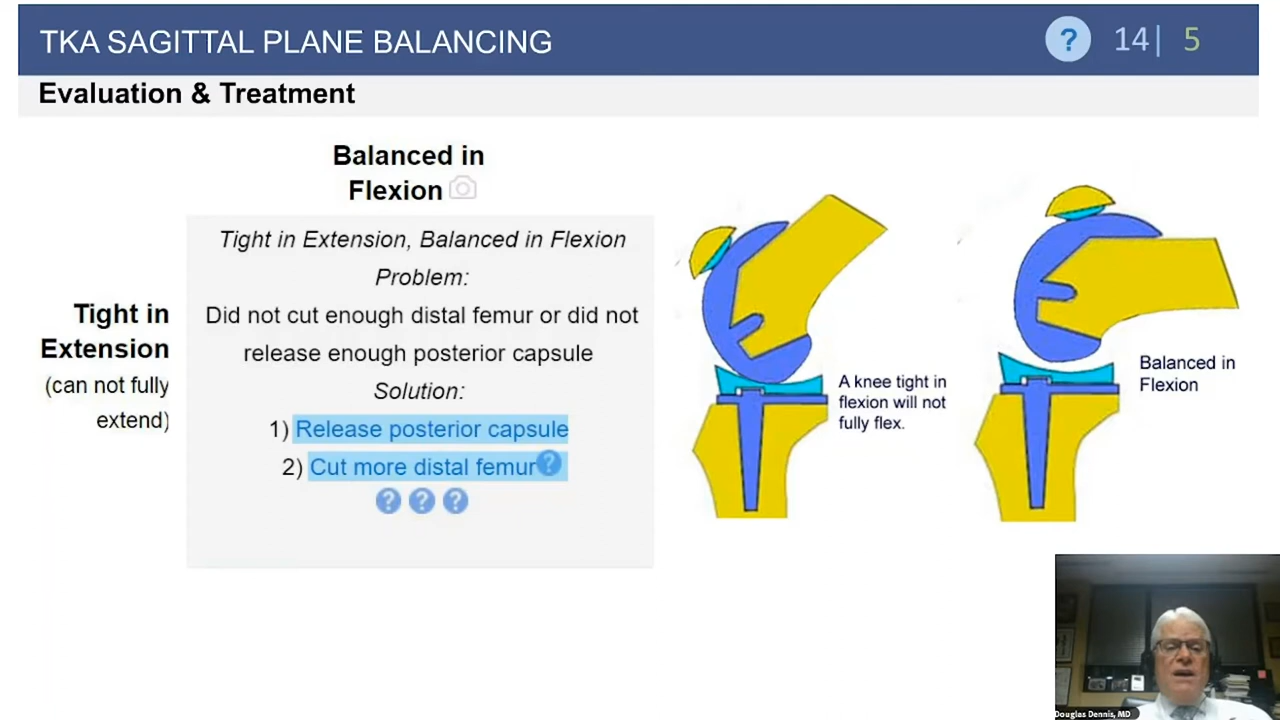 TKA SAGITTAL PLANE BALANCING
? 14| 5
Evaluation & Treatment
Balanced in
Flexion
Tight in
Extension
(can not fully
extend)
Tight in Extension, Balanced in Flexion
Problem:
Did not cut enough distal femur or did not
release enough posterior capsule
Solution:
1) Release posterior capsule
2) Cut more distal femur ?
? ? ?
A knee tight in
flexion will not
fully flex.
Balanced in
Flexion
Douglas Dennis, MD